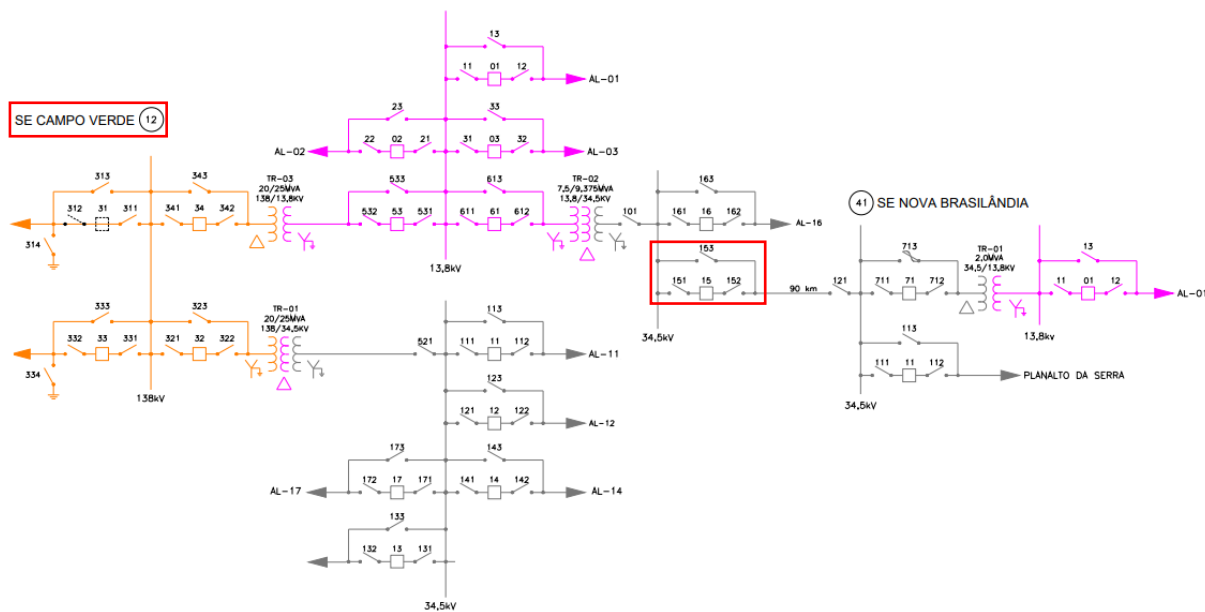 SE CAMPO VERDE 12
13
11 01 12
AL-01
23
22 02 21
AL-02
33
31 03 32
AL-03
313
312 31 311
314
343
341 34 342
TR-03
20/25MVA
138/13,8KV
533
532 53 531
613
611 61 612
TR-02
7,5/9,375MVA
13,8/34,5KV
13,8kV
101
163
161 16 162
AL-16
153
151 15 152
34,5kV
90 km
41 SE NOVA BRASILÂNDIA
121
713
711 71 712
TR-01
2,0MVA
34,5/13,8KV
13
11 01 12
AL-01
13,8kV
113
111 11 112
PLANALTO DA SERRA
34,5kV
333
332 33 331
334
323
321 32 322
TR-01
20/25MVA
138/34,5KV
138kV
521
113
111 11 112
AL-11
123
121 12 122
AL-12
173
172 17 171
AL-17
143
141 14 142
AL-14
133
132 13 131
34,5kV